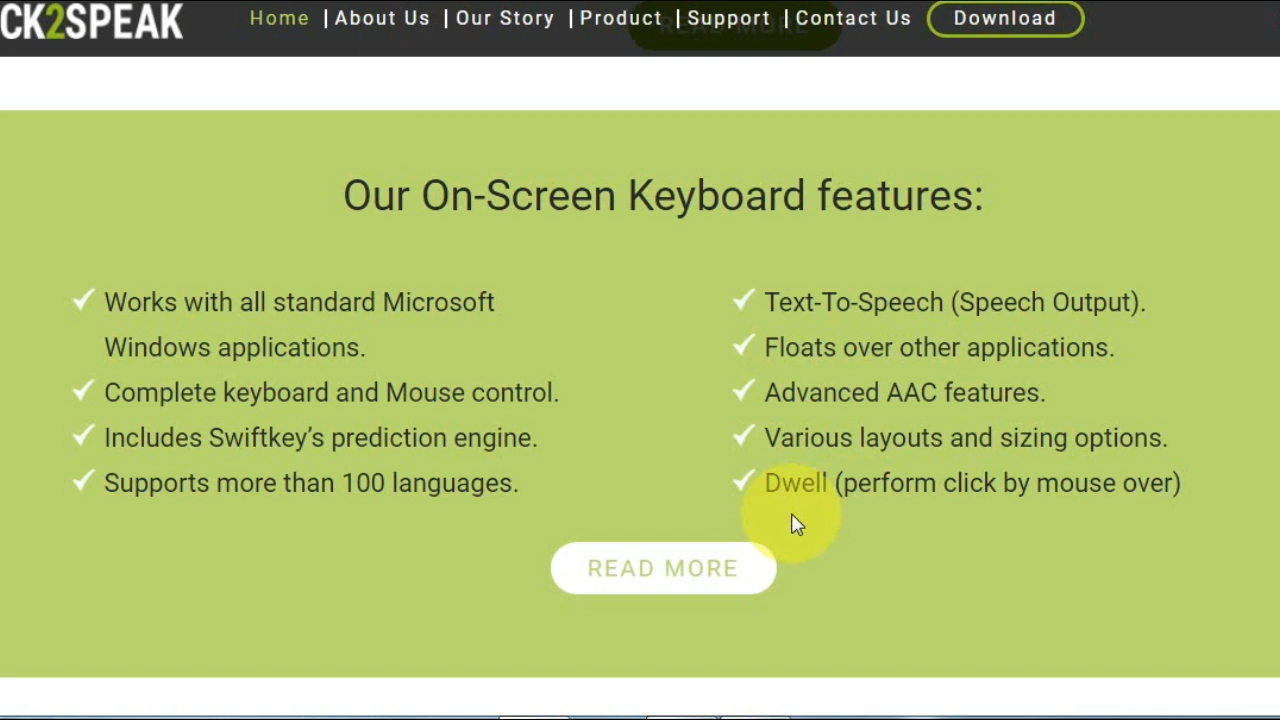 CK2SPEAK
Home
About Us
Our Story
Product
Support
Contact Us
Download
READ MORE
Our On-Screen Keyboard features:
Works with all standard Microsoft
Windows applications.
Complete keyboard and Mouse control.
Includes Swiftkey’s prediction engine.
Supports more than 100 languages.
Text-To-Speech (Speech Output).
Floats over other applications.
Advanced AAC features.
Various layouts and sizing options.
Dwell (perform click by mouse over)
READ MORE